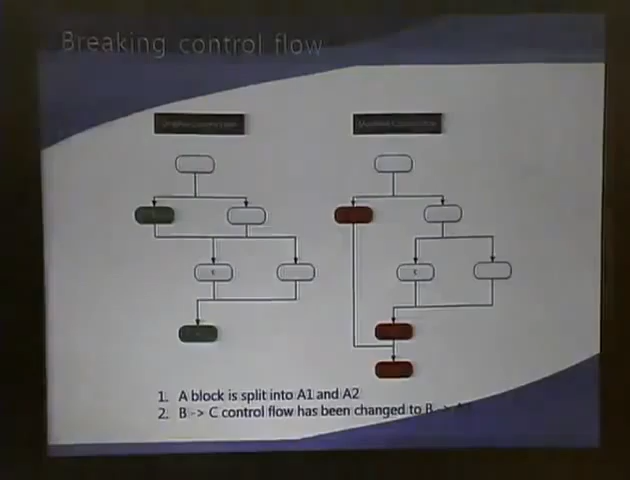 Breaking control flow
1. A block is split into A1 and A2
2. B -> C control flow has been changed to B ->